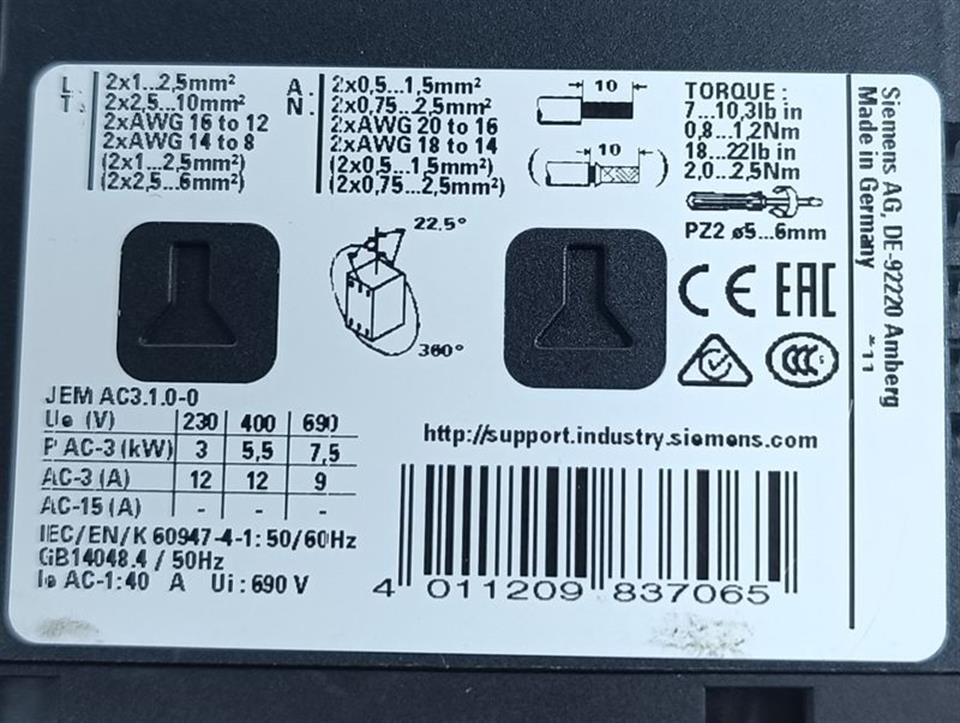 L
T
2x1...2,5mm²
2x2,5...10mm²
2xAWG 16 to 12
2xAWG 14 to 8
(2x1...2,5mm²)
(2x2,5...6mm²)
A
N
2x0,5...1,5mm²
2x0,75...2,5mm²
2xAWG 20 to 16
2xAWG 18 to 14
(2x0,5...1,5mm²)
(2x0,75...2,5mm²)
10
10
TORQUE :
7...10,3lb in
0,8...1,2Nm
18...22lb in
2,0...2,5Nm
PZ2 ø5...6mm
22,5°
360°
CE EAC
CCC S
JEM AC3.1.0-0
Ue (V) 230 400 690
P AC-3 (kW) 3 5,5 7,5
AC-3 (A) 12 12 9
AC-15 (A) - - -
IEC/EN/K 60947-4-1: 50/60Hz
GB14048.4 / 50Hz
Ie AC-1:40 A Ui : 690 V
http://support.industry.siemens.com
4 011209 837065
Siemens AG, DE-92220 Amberg
Made in Germany
*11